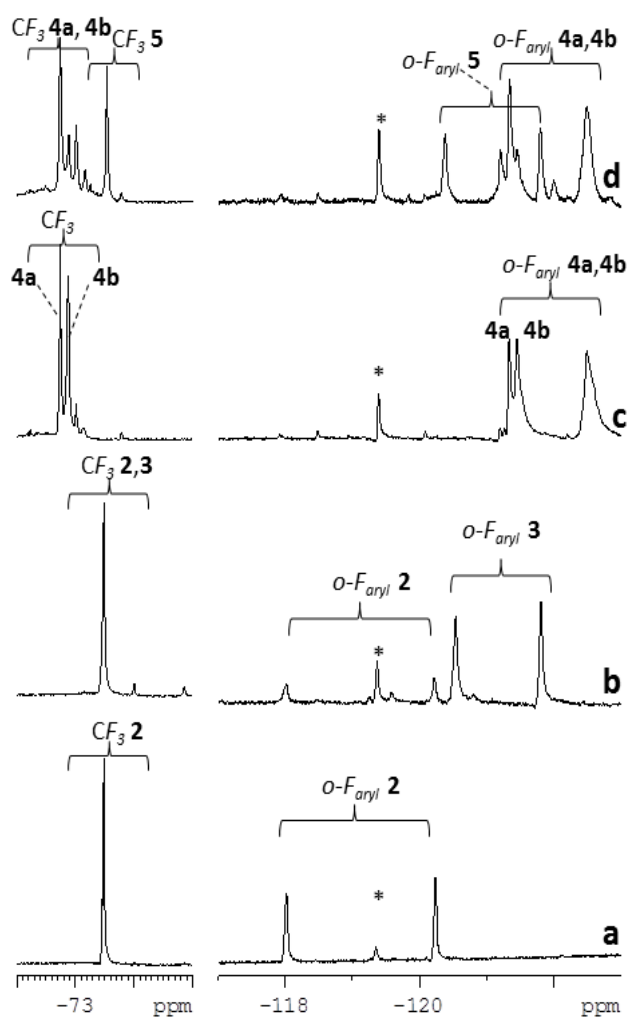 CF3 4a, 4b
CF3 5
o-Faryl 5
o-Faryl 4a,4b
*
d
CF3
4a
4b
o-Faryl 4a,4b
4a 4b
*
c
CF3 2,3
o-Faryl 2
o-Faryl 3
*
b
CF3 2
o-Faryl 2
*
a
-73 ppm
-118 -120 ppm